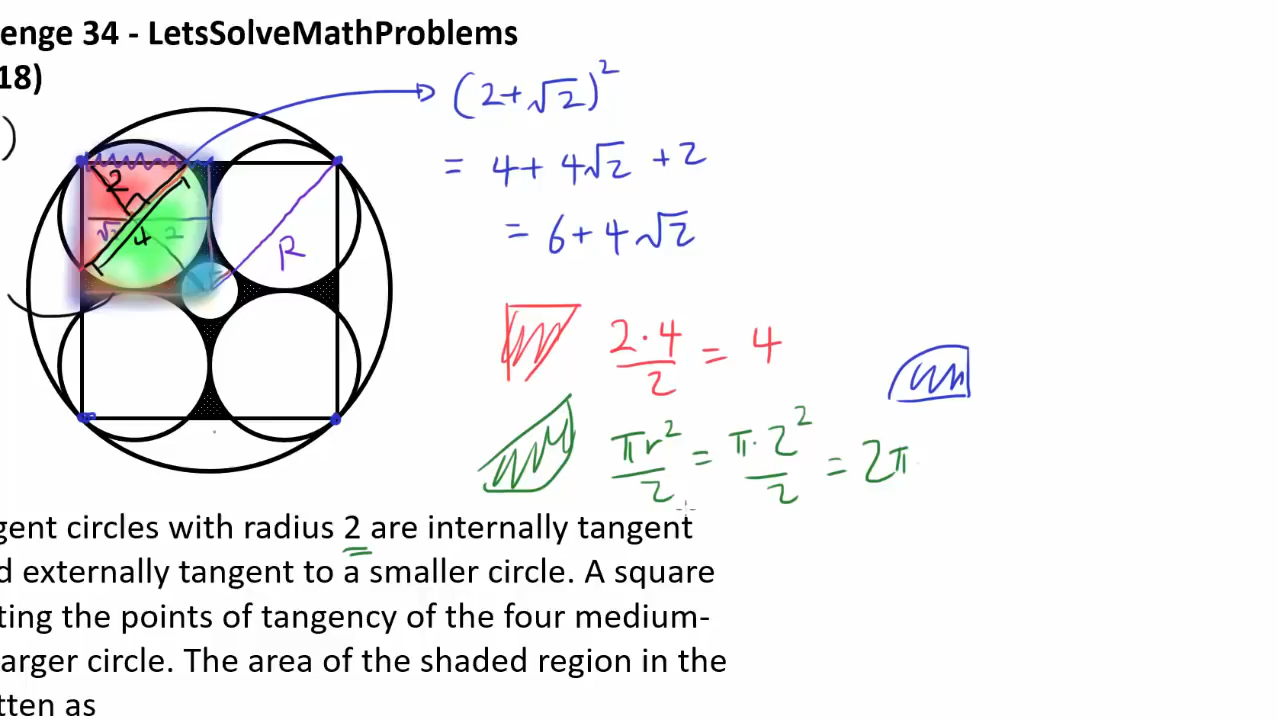 enge 34 - LetsSolveMathProblems
18)
)
(2+√2)²
= 4+ 4√2 +2
= 6+4√2
2
√2
2
4
R
2·4/2 = 4
πr²/2 = π·2²/2 = 2π
gent circles with radius 2 are internally tangent
d externally tangent to a smaller circle. A square
ting the points of tangency of the four medium-
arger circle. The area of the shaded region in the
tten as